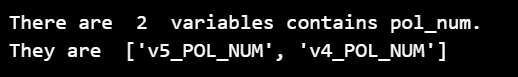 There are  2  variables contains pol_num.
They are  ['v5_POL_NUM', 'v4_POL_NUM']